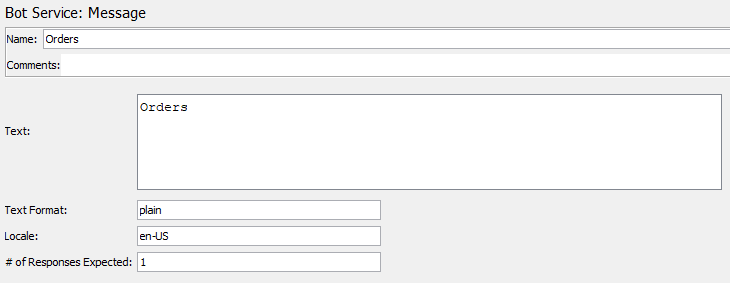 Bot Service: Message
Name: Orders
Comments:
Text: Orders
Text Format: plain
Locale: en-US
# of Responses Expected: 1